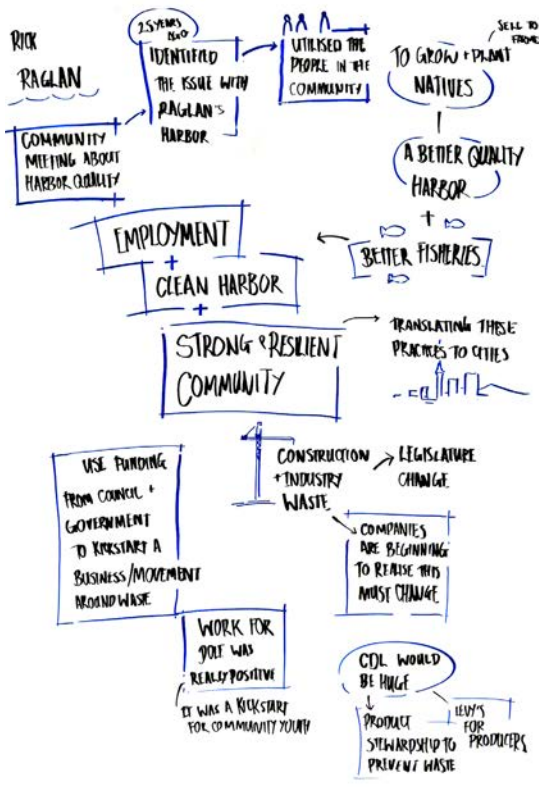 RICK
RAGLAN
COMMUNITY
MEETING ABOUT
HARBOR QUALITY
25 YEARS
AGO
IDENTIFIED
THE ISSUE WITH
RAGLAN'S
HARBOR
UTILISED THE
PEOPLE IN THE
COMMUNITY
SELL TO
TO GROW + PLANT
NATIVES
A BETTER QUALITY
HARBOR
+
BETTER FISHERIES
EMPLOYMENT
+
CLEAN HARBOR
+
STRONG & RESILIENT
COMMUNITY
TRANSLATING THESE
PRACTICES TO CITIES
CONSTRUCTION
+ INDUSTRY
WASTE
LEGISLATURE
CHANGE
COMPANIES
ARE BEGINNING
TO REALISE THIS
MUST CHANGE
USE FUNDING
FROM COUNCIL +
GOVERNMENT
TO KICKSTART A
BUSINESS/MOVEMENT
AROUND WASTE
WORK FOR
DOLE WAS
REALLY POSITIVE
IT WAS A KICKSTART
FOR COMMUNITY YOUTH
CDL WOULD
BE HUGE
PRODUCT
STEWARDSHIP TO
PREVENT WASTE
LEVY'S
FOR
PRODUCERS